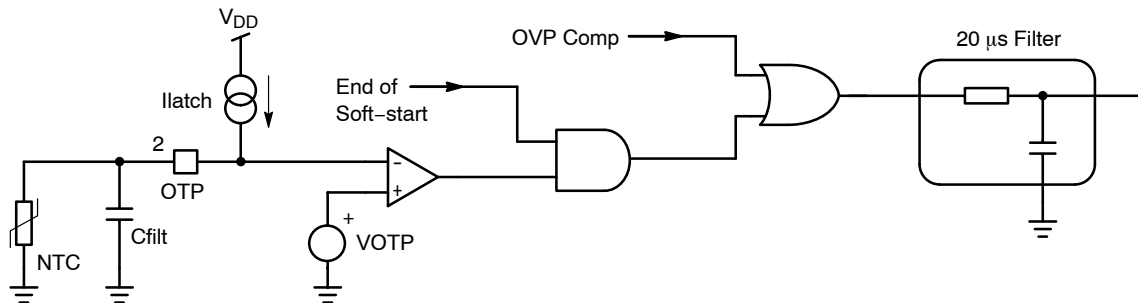 VDD
OVP Comp
20 μs Filter
Ilatch
End of
Soft−start
2
OTP
−
+
+
Cfilt
VOTP
NTC